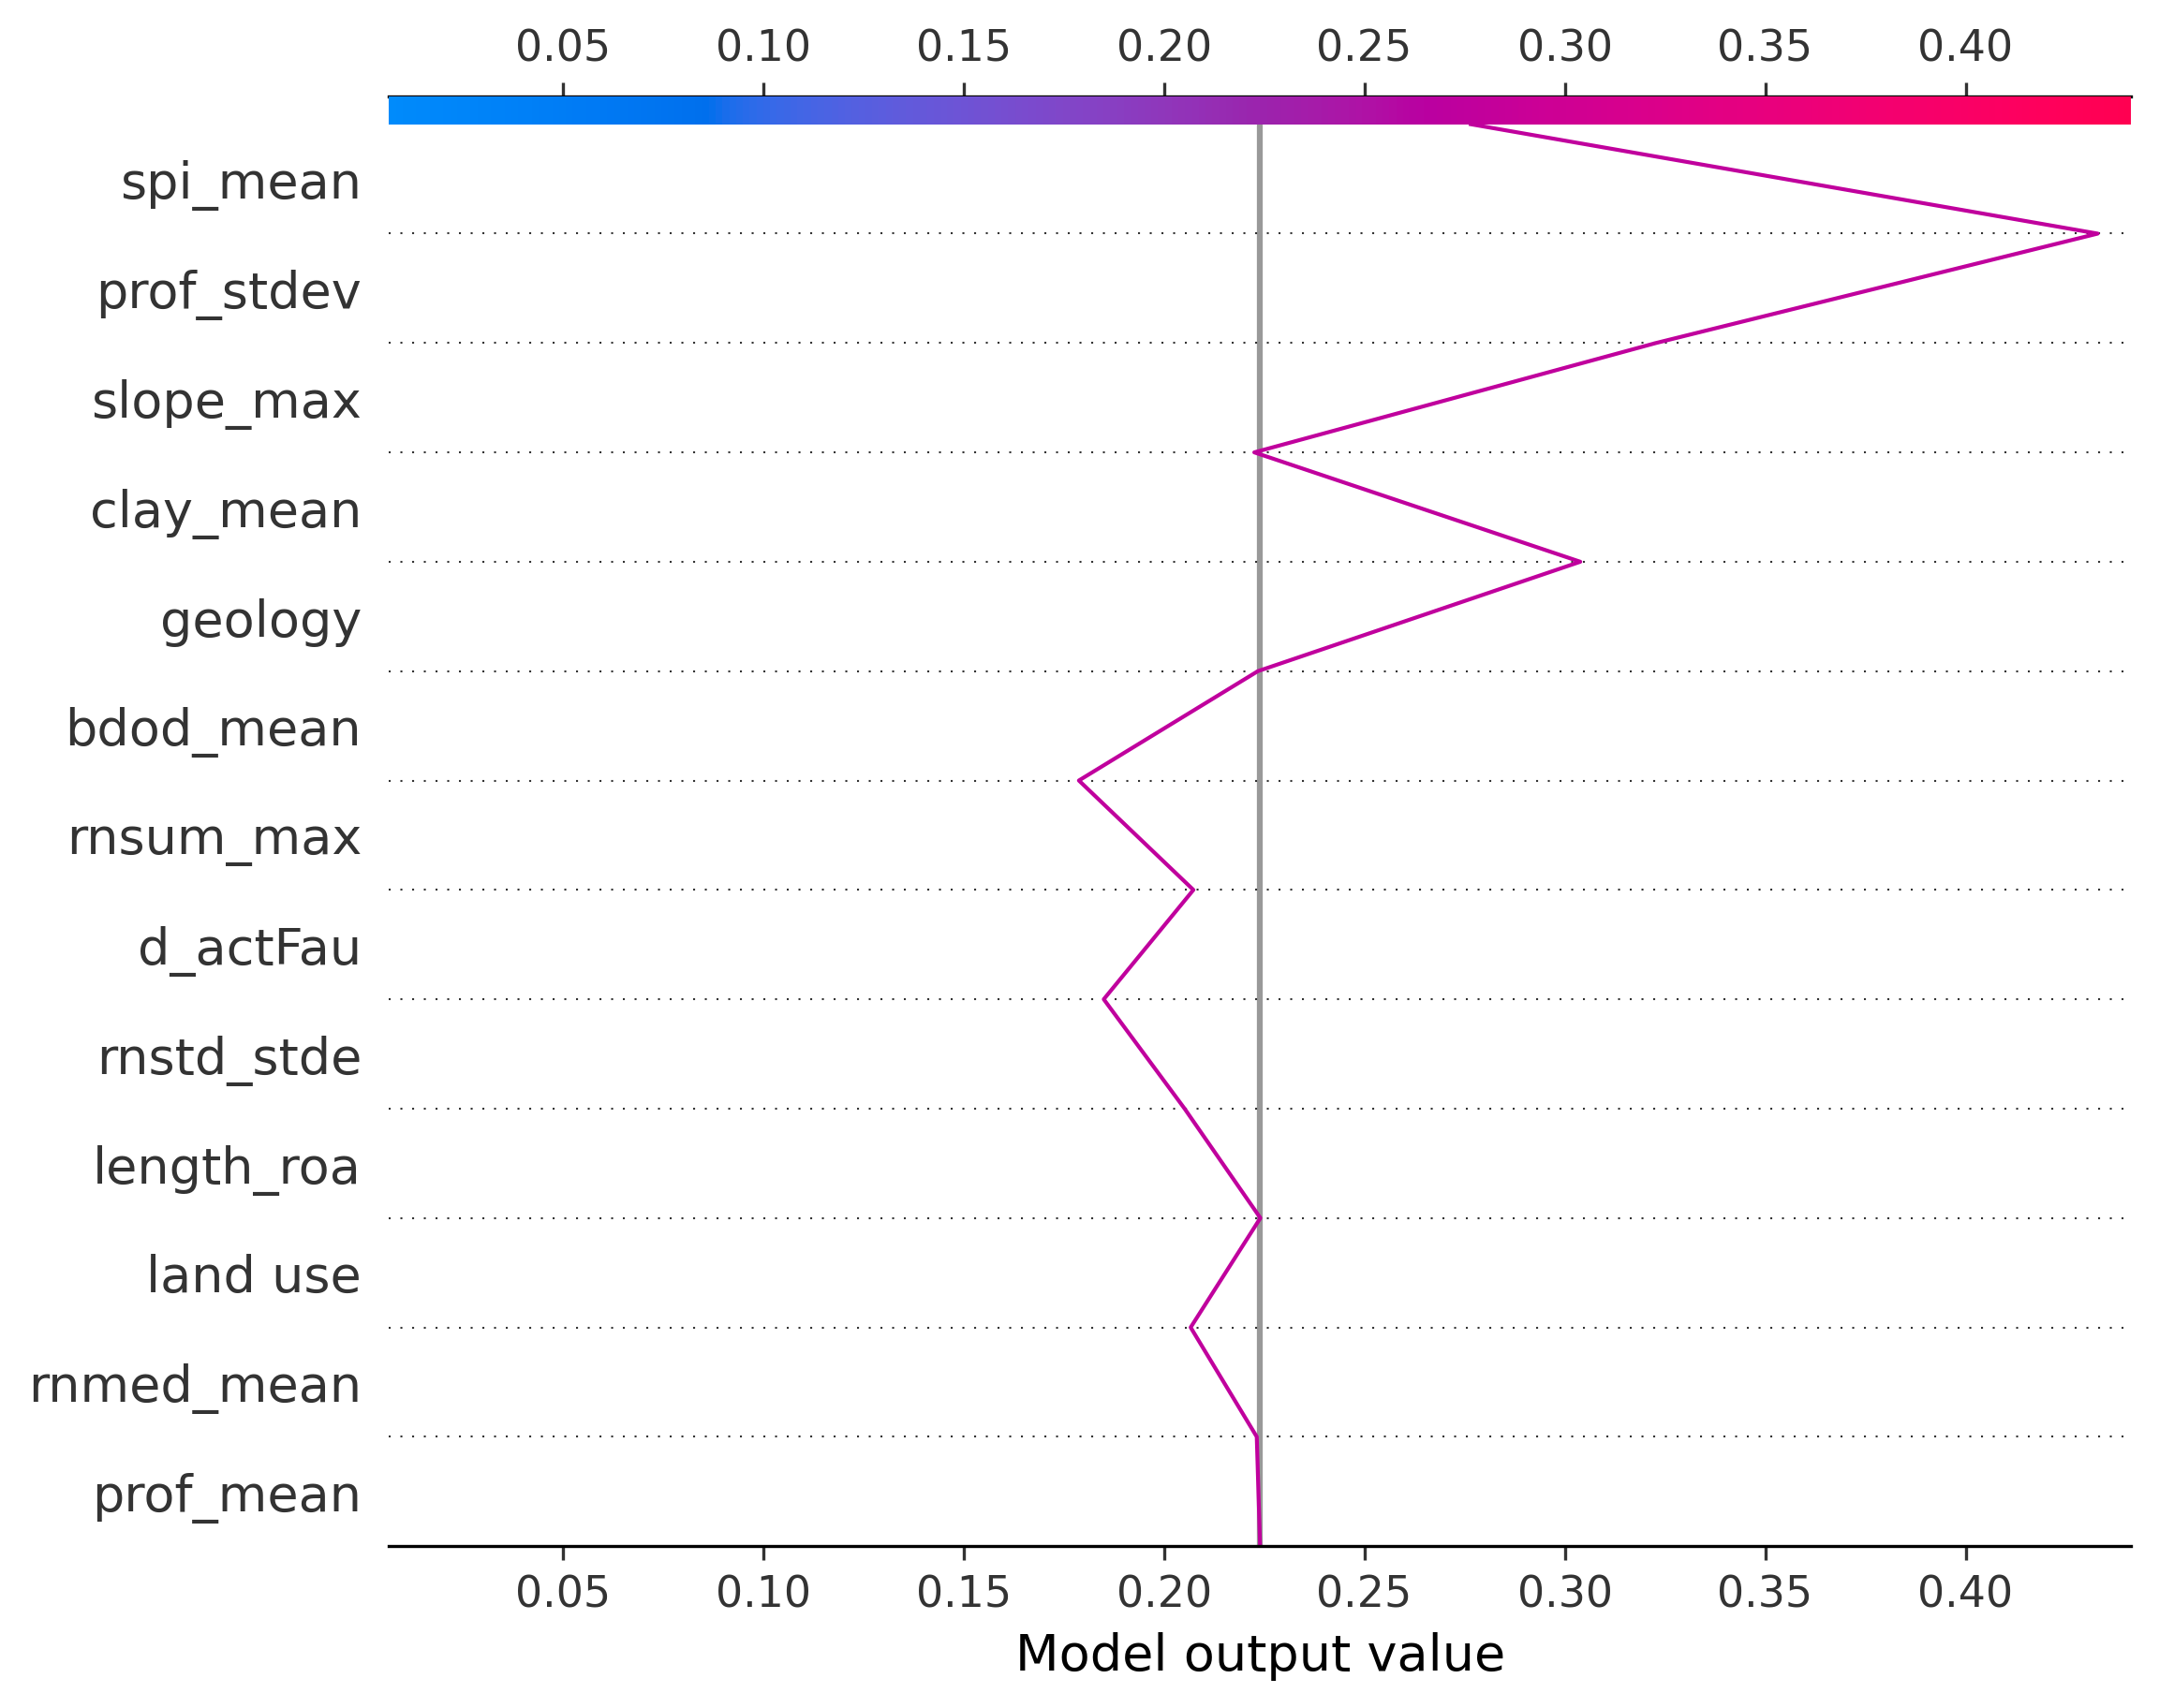 0.05 0.10 0.15 0.20 0.25 0.30 0.35 0.40
spi_mean
prof_stdev
slope_max
clay_mean
geology
bdod_mean
rnsum_max
d_actFau
rnstd_stde
length_roa
land use
rnmed_mean
prof_mean
0.05 0.10 0.15 0.20 0.25 0.30 0.35 0.40
Model output value